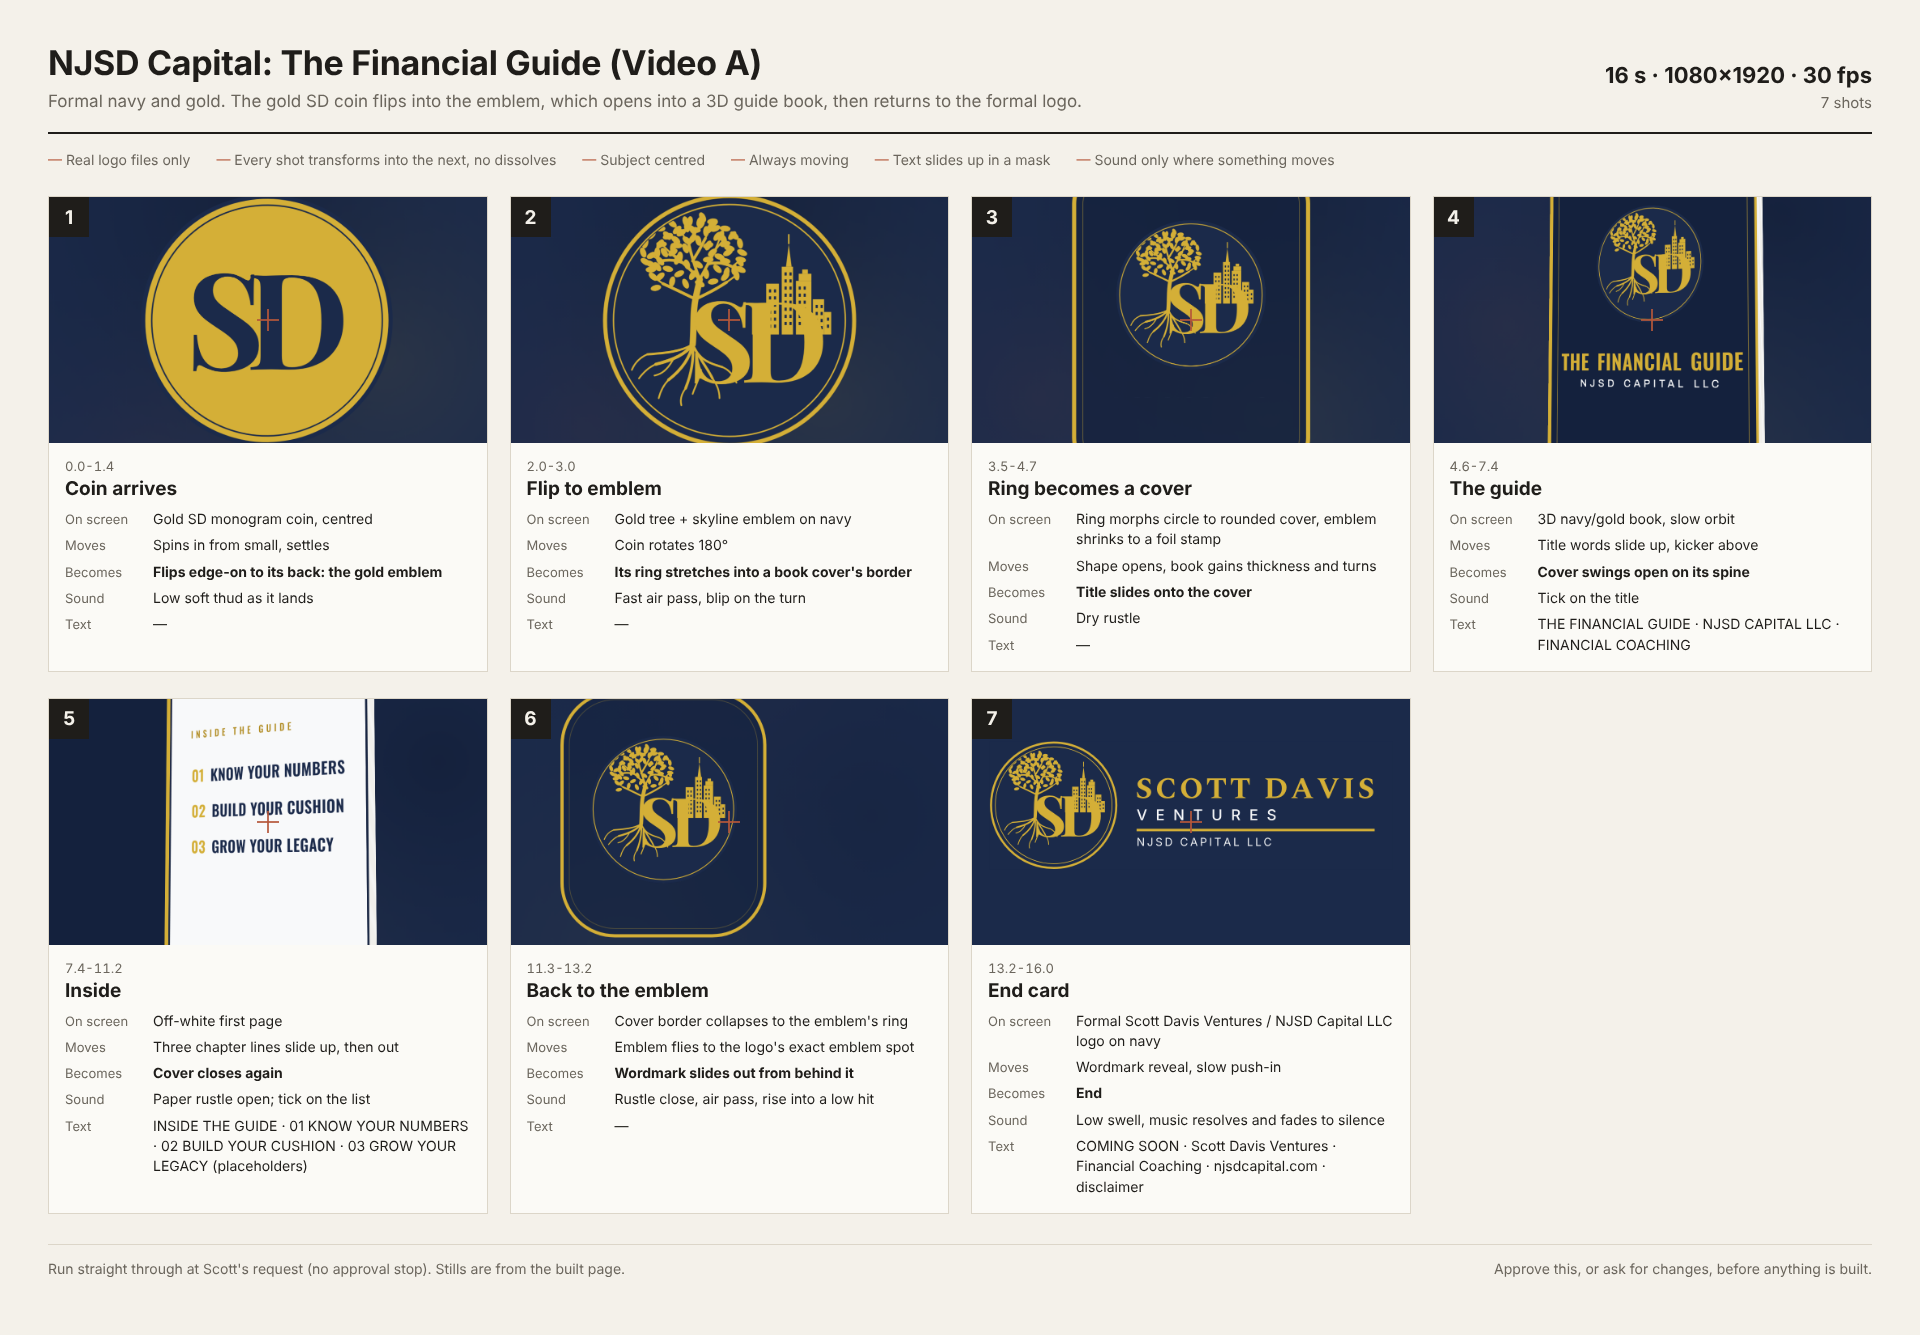 NJSD Capital: The Financial Guide (Video A)
Formal navy and gold. The gold SD coin flips into the emblem, which opens into a 3D guide book, then returns to the formal logo.
16 s · 1080×1920 · 30 fps
7 shots
— Real logo files only — Every shot transforms into the next, no dissolves — Subject centred — Always moving — Text slides up in a mask — Sound only where something moves
1
SD
0.0-1.4
Coin arrives
On screen Gold SD monogram coin, centred
Moves Spins in from small, settles
Becomes Flips edge-on to its back: the gold emblem
Sound Low soft thud as it lands
Text —
2
SD
2.0-3.0
Flip to emblem
On screen Gold tree + skyline emblem on navy
Moves Coin rotates 180°
Becomes Its ring stretches into a book cover's border
Sound Fast air pass, blip on the turn
Text —
3
SD
3.5-4.7
Ring becomes a cover
On screen Ring morphs circle to rounded cover, emblem
shrinks to a foil stamp
Moves Shape opens, book gains thickness and turns
Becomes Title slides onto the cover
Sound Dry rustle
Text —
4
SD
THE FINANCIAL GUIDE
NJSD CAPITAL LLC
4.6-7.4
The guide
On screen 3D navy/gold book, slow orbit
Moves Title words slide up, kicker above
Becomes Cover swings open on its spine
Sound Tick on the title
Text THE FINANCIAL GUIDE · NJSD CAPITAL LLC ·
FINANCIAL COACHING
5
INSIDE THE GUIDE
01 KNOW YOUR NUMBERS
02 BUILD YOUR CUSHION
03 GROW YOUR LEGACY
7.4-11.2
Inside
On screen Off-white first page
Moves Three chapter lines slide up, then out
Becomes Cover closes again
Sound Paper rustle open; tick on the list
Text INSIDE THE GUIDE · 01 KNOW YOUR NUMBERS
· 02 BUILD YOUR CUSHION · 03 GROW YOUR
LEGACY (placeholders)
6
SD
11.3-13.2
Back to the emblem
On screen Cover border collapses to the emblem's ring
Moves Emblem flies to the logo's exact emblem spot
Becomes Wordmark slides out from behind it
Sound Rustle close, air pass, rise into a low hit
Text —
7
SD
SCOTT DAVIS
VENTURES
NJSD CAPITAL LLC
13.2-16.0
End card
On screen Formal Scott Davis Ventures / NJSD Capital LLC
logo on navy
Moves Wordmark reveal, slow push-in
Becomes End
Sound Low swell, music resolves and fades to silence
Text COMING SOON · Scott Davis Ventures ·
Financial Coaching · njsdcapital.com ·
disclaimer
Run straight through at Scott's request (no approval stop). Stills are from the built page.
Approve this, or ask for changes, before anything is built.